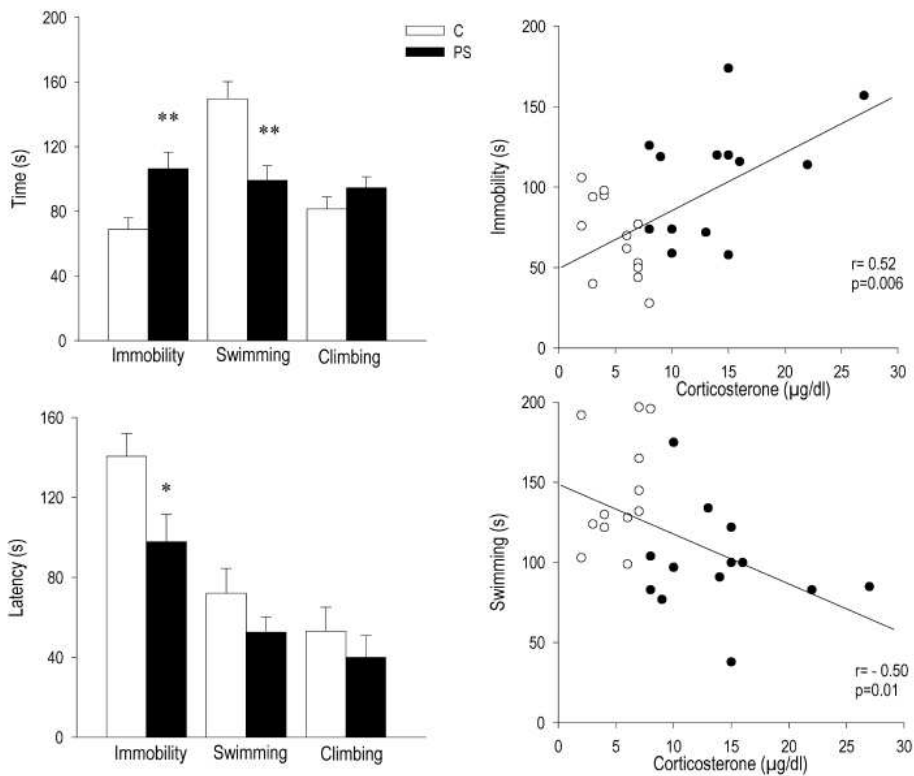 200
160
120
80
40
0
Time (s)
C
PS
**
**
Immobility Swimming Climbing
200
150
100
50
0
Immobility (s)
r= 0.52
p=0.006
0 5 10 15 20 25 30
Corticosterone (µg/dl)
160
120
80
40
0
Latency (s)
*
Immobility Swimming Climbing
200
150
100
50
0
Swimming (s)
r= - 0.50
p=0.01
0 5 10 15 20 25 30
Corticosterone (µg/dl)